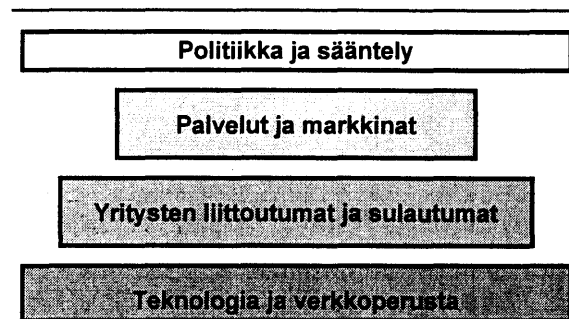 Politiikka ja sääntely
Palvelut ja markkinat
Yritysten liittoutumat ja sulautumat
Teknologia ja verkkoperusta